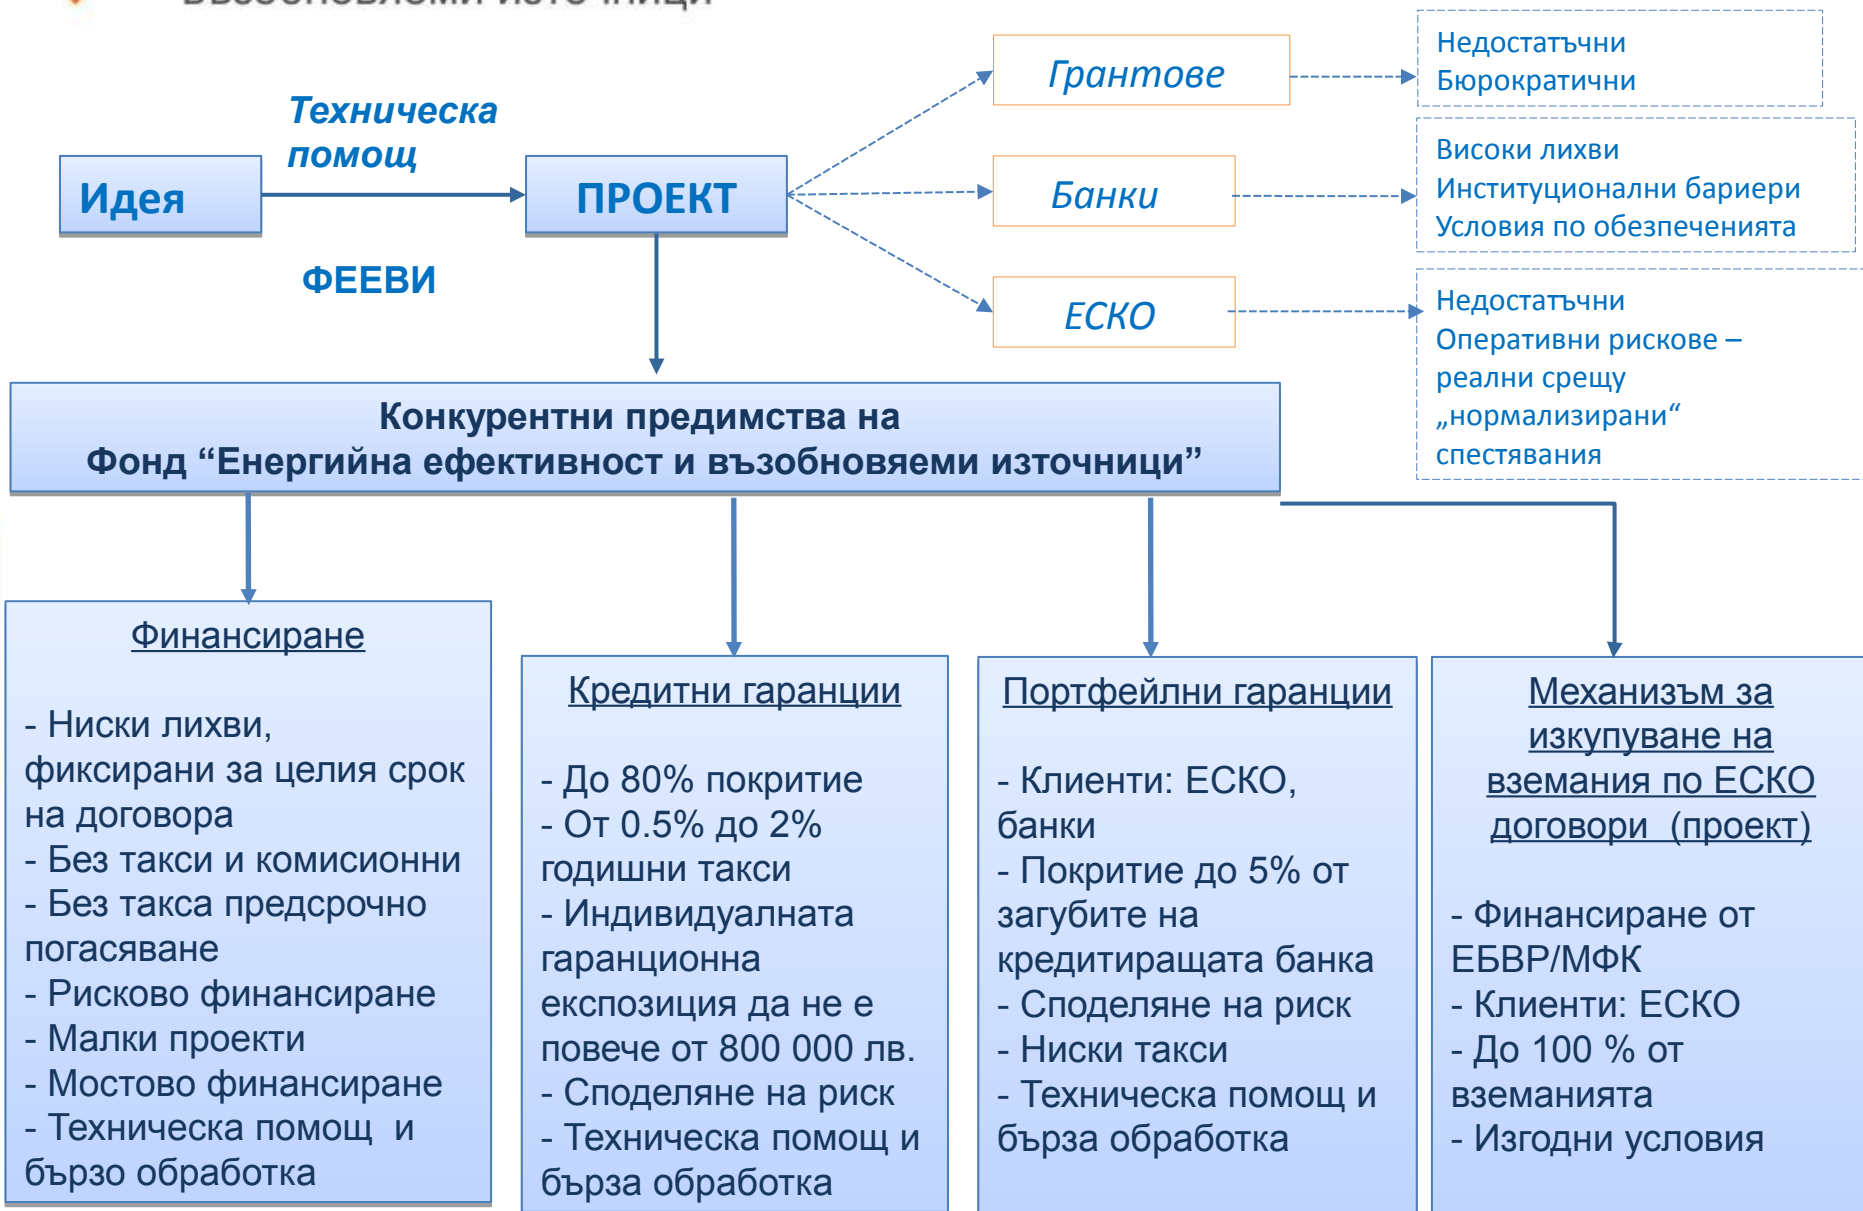 възобновяеми източници
Техническа
помощ
Идея
ПРОЕКТ
ФЕЕВИ
Грантове
Недостатъчни
Бюрократични
Банки
Високи лихви
Институционални бариери
Условия по обезпеченията
ЕСКО
Недостатъчни
Оперативни рискове –
реални срещу
„нормализирани“
спестявания
Конкурентни предимства на
Фонд “Енергийна ефективност и възобновяеми източници”
Финансиране
- Ниски лихви,
фиксирани за целия срок
на договора
- Без такси и комисионни
- Без такса предсрочно
погасяване
- Рисково финансиране
- Малки проекти
- Мостово финансиране
- Техническа помощ и
бързо обработка
Кредитни гаранции
- До 80% покритие
- От 0.5% до 2%
годишни такси
- Индивидуалната
гаранционна
експозиция да не е
повече от 800 000 лв.
- Споделяне на риск
- Техническа помощ и
бърза обработка
Портфейлни гаранции
- Клиенти: ЕСКО,
банки
- Покритие до 5% от
загубите на
кредитиращата банка
- Споделяне на риск
- Ниски такси
- Техническа помощ и
бърза обработка
Механизъм за
изкупуване на
вземания по ЕСКО
договори (проект)
- Финансиране от
ЕБВР/МФК
- Клиенти: ЕСКО
- До 100 % от
вземанията
- Изгодни условия